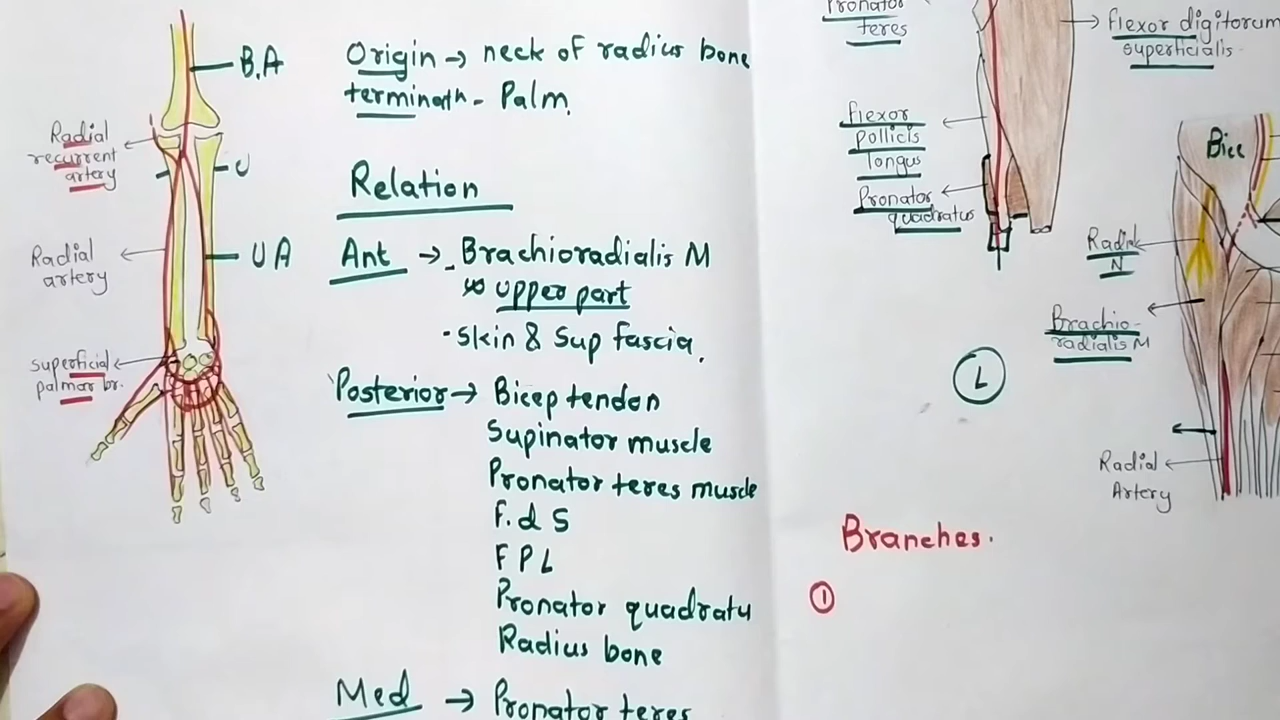 B.A
Radial
recurrent
artery
U
Radial
artery
UA
superficial
palmar br.
Origin → neck of radius bone
terminath - Palm.
Relation
Ant → - Brachioradialis M
upper part
- Skin & Sup fascia.
Posterior → Bicep tendon
Supinator muscle
Pronator teres muscle
F.d S
F P L
Pronator quadratu
Radius bone
Med → Pronator teres
Pronator
teres
flexor digitorum
superficialis
flexor
pollicis
longus
Pronator
quadratus
Bice
Radial
N
Brachio-
radialis M
L
Radial
Artery
Branches.
1